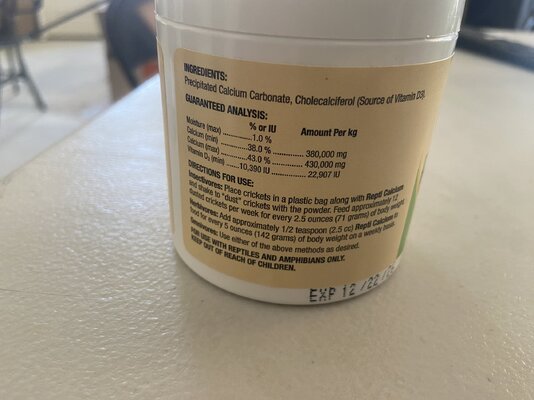 INGREDIENTS:
Precipitated Calcium Carbonate, Cholecalciferol (Source of Vitamin D3).
GUARANTEED ANALYSIS:
% or IU Amount Per kg
Moisture (max) ..........1.0 %
Calcium (min) ..........38.0 % ............ 380,000 mg
Calcium (max) ..........43.0 % ............ 430,000 mg
Vitamin D3 (min) ......10,390 IU ............ 22,907 IU
DIRECTIONS FOR USE:
Insectivores: Place crickets in a plastic bag along with Repti Calcium
and shake to "dust" crickets with the powder. Feed approximately 12
dusted crickets per week for every 2.5 ounces (71 grams) of body weight.
Herbivores: Add approximately 1/2 teaspoon (2.5 cc) Repti Calcium to
food for every 5 ounces (142 grams) of body weight on a weekly basis.
Omnivores: Use either of the above methods as desired.
FOR USE WITH REPTILES AND AMPHIBIANS ONLY.
KEEP OUT OF REACH OF CHILDREN.
EXP 12/22/